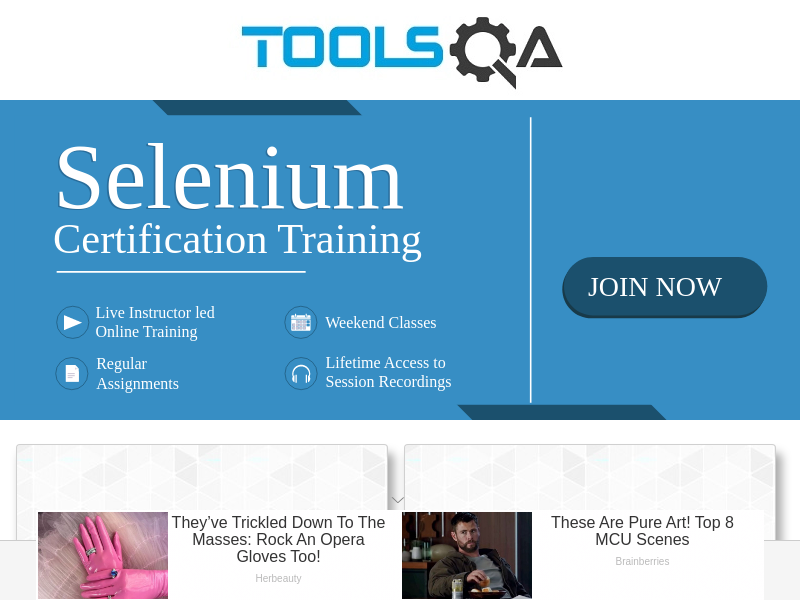 TOOLSQA
Selenium
Certification Training
JOIN NOW
Live Instructor led
Online Training
Weekend Classes
Regular
Assignments
Lifetime Access to
Session Recordings
They’ve Trickled Down To The
Masses: Rock An Opera
Gloves Too!
Herbeauty
These Are Pure Art! Top 8
MCU Scenes
Brainberries